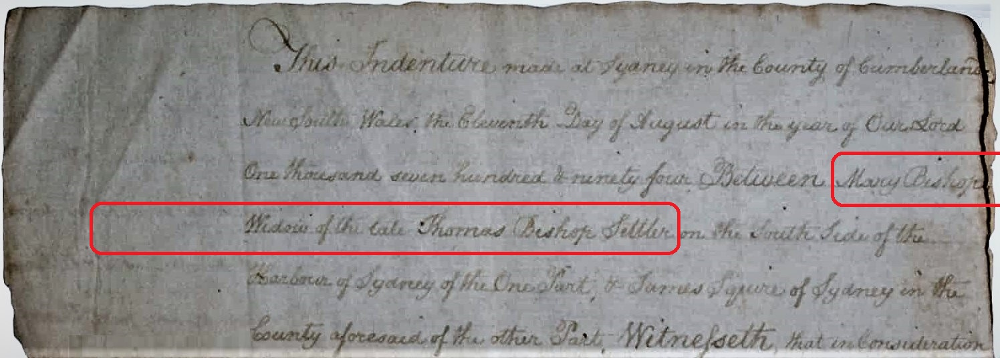 This Indenture made at Sydney in the County of Cumberland
New South Wales the Eleventh Day of August in the year of Our Lord
One thousand seven hundred & ninety four Between Mary Bishop
Widow of the late Thomas Bishop Settler on the South Side of the
Harbour of Sydney of the One Part, & James Squire of Sydney in the
County aforesaid of the other Part, Witneſseth, that in Consideration